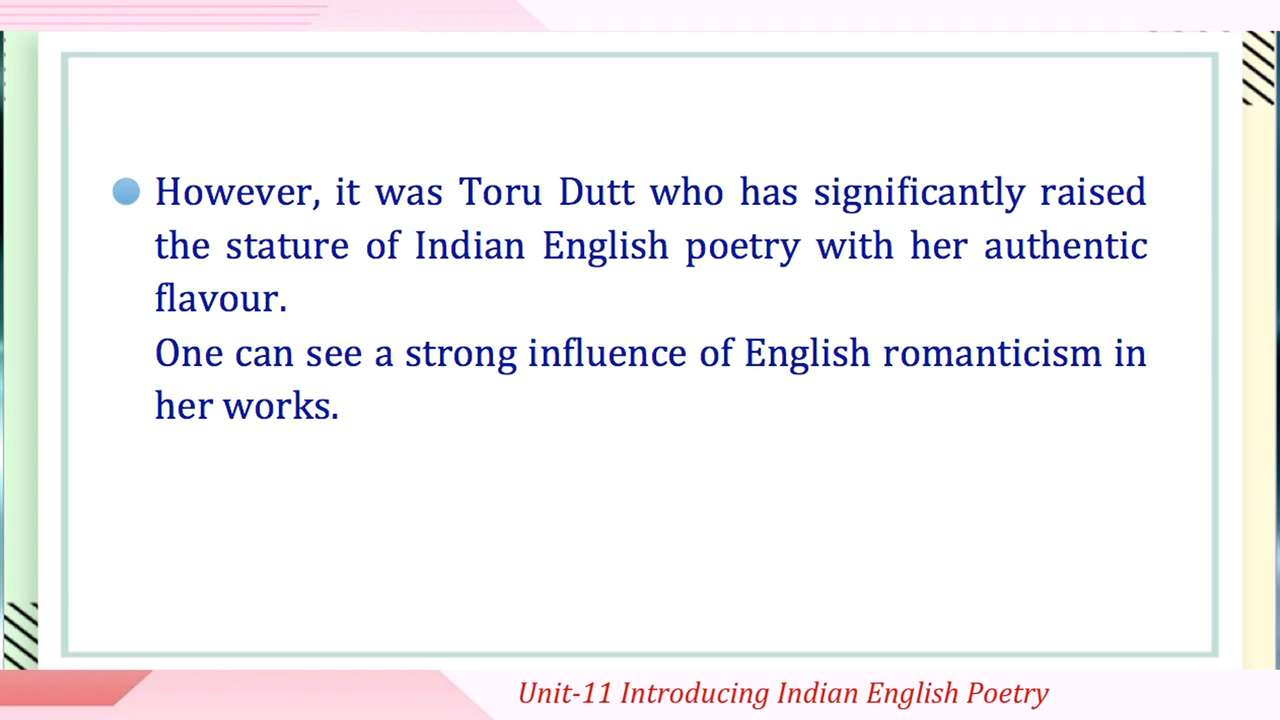 However, it was Toru Dutt who has significantly raised
the stature of Indian English poetry with her authentic
flavour.
One can see a strong influence of English romanticism in
her works.
Unit-11 Introducing Indian English Poetry